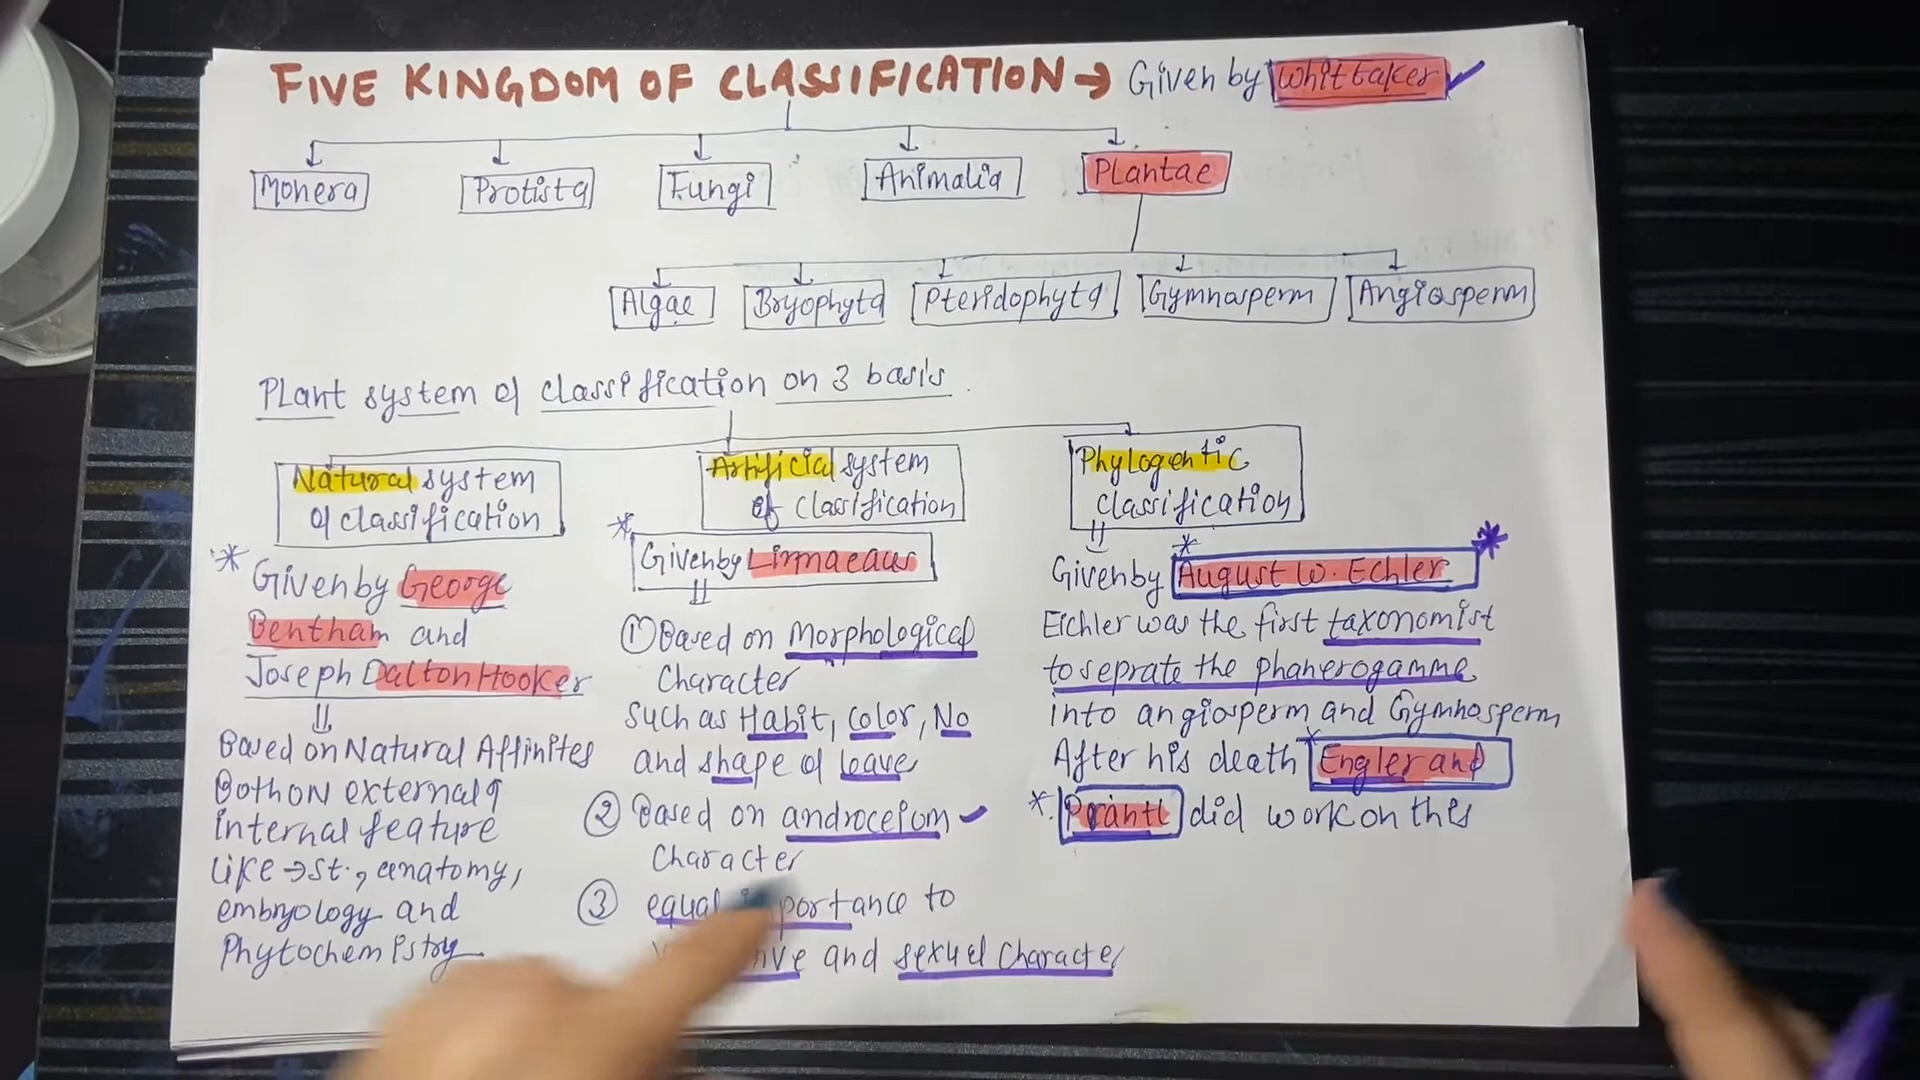 FIVE KINGDOM OF CLASSIFICATION → Given by Whittaker ✓
Monera
Protista
Fungi
Animalia
Plantae
Algae
Bryophyta
Pteridophyta
Gymnosperm
Angiosperm
Plant system of classification on 3 basis.
Natural system
of classification
* Given by George
Bentham and
Joseph Dalton Hooker
Based on Natural Affinites
Both on external &
internal feature
like → st., anatomy,
embryology and
Phytochemistry
Artificial system
of classification
* Given by Linnaeaus
① Based on Morphological
Character
Such as Habit, Color, No
and shape of leave
② Based on androceiom ✓
Character
③ equal importance to
and sexual character
Phylogentic
classification
Given by August W. Echler *
Eichler was the first taxonomist
to seprate the phanerogamme
into angiosperm and Gymnosperm
After his death * Engler and
* Prantl did work on this